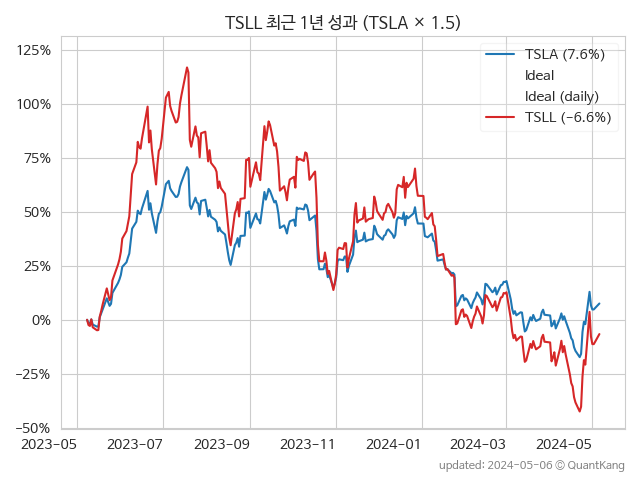 TSLL 최근 1년 성과 (TSLA × 1.5)
125%
100%
75%
50%
25%
0%
−25%
−50%
TSLA (7.6%)
Ideal
Ideal (daily)
TSLL (−6.6%)
2023-05
2023-07
2023-09
2023-11
2024-01
2024-03
2024-05
updated: 2024-05-06 © QuantKang